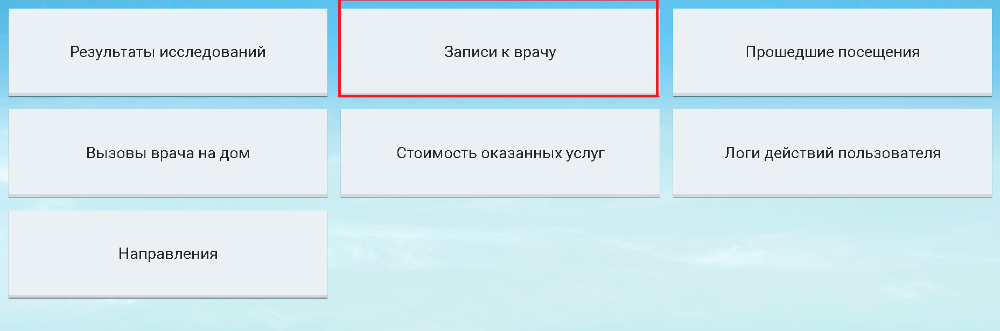 Результаты исследований
Записи к врачу
Прошедшие посещения
Вызовы врача на дом
Стоимость оказанных услуг
Логи действий пользователя
Направления